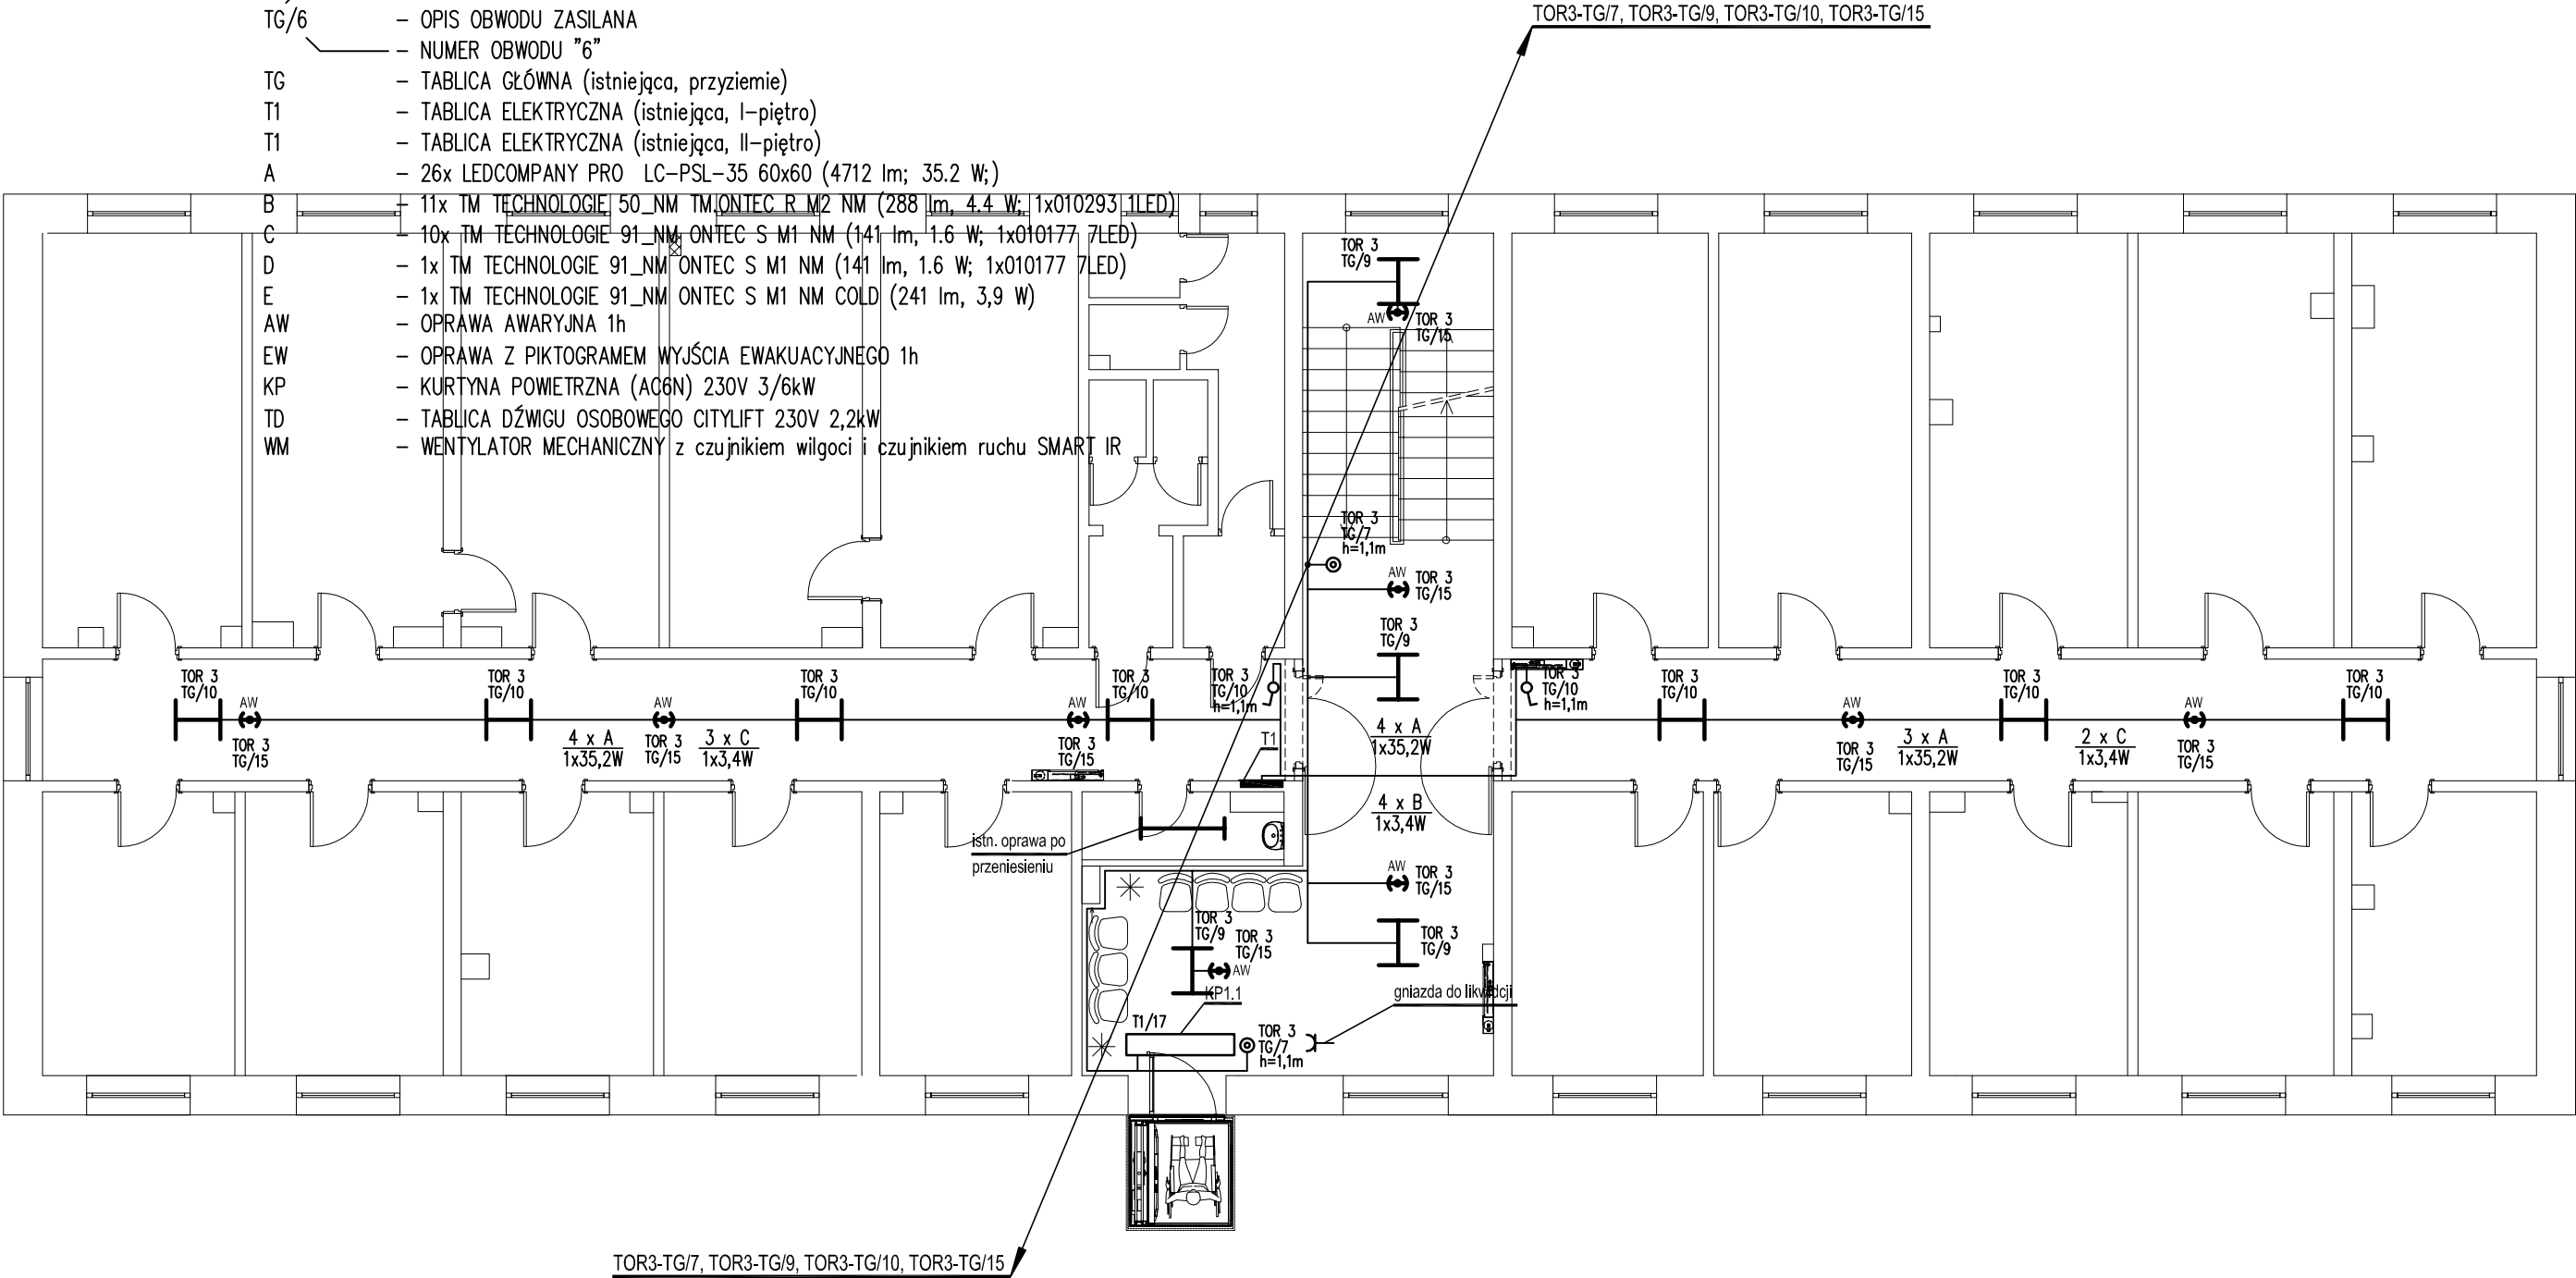 TG/6 – OPIS OBWODU ZASILANA
– NUMER OBWODU "6"
TG – TABLICA GŁÓWNA (istniejąca, przyziemie)
T1 – TABLICA ELEKTRYCZNA (istniejąca, I–piętro)
T1 – TABLICA ELEKTRYCZNA (istniejąca, II–piętro)
A – 26x LEDCOMPANY PRO LC–PSL–35 60x60 (4712 lm; 35.2 W;)
B – 11x TM TECHNOLOGIE 50_NM TM.ONTEC R M2 NM (288 lm, 4.4 W; 1x010293 1LED)
C – 10x TM TECHNOLOGIE 91_NM ONTEC S M1 NM (141 lm, 1.6 W; 1x010177 7LED)
D – 1x TM TECHNOLOGIE 91_NM ONTEC S M1 NM (141 lm, 1.6 W; 1x010177 7LED)
E – 1x TM TECHNOLOGIE 91_NM ONTEC S M1 NM COLD (241 lm, 3,9 W)
AW – OPRAWA AWARYJNA 1h
EW – OPRAWA Z PIKTOGRAMEM WYJŚCIA EWAKUACYJNEGO 1h
KP – KURTYNA POWIETRZNA (AC6N) 230V 3/6kW
TD – TABLICA DŹWIGU OSOBOWEGO CITYLIFT 230V 2,2kW
WM – WENTYLATOR MECHANICZNY z czujnikiem wilgoci i czujnikiem ruchu SMART IR
TOR3-TG/7, TOR3-TG/9, TOR3-TG/10, TOR3-TG/15
TOR 3
TG/9
AW
TOR 3
TG/15
TOR 3
TG/7
h=1,1m
AW
TOR 3
TG/15
TOR 3
TG/9
TOR 3
TG/10
AW
TOR 3
TG/15
TOR 3
TG/10
4 x A
1x35,2W
AW
TOR 3
TG/15
3 x C
1x3,4W
TOR 3
TG/10
AW
TOR 3
TG/15
TOR 3
TG/10
TOR 3
TG/10
h=1,1m
T1
4 x A
1x35,2W
4 x B
1x3,4W
TOR 3
TG/10
h=1,1m
TOR 3
TG/10
AW
TOR 3
TG/15
3 x A
1x35,2W
TOR 3
TG/10
2 x C
1x3,4W
AW
TOR 3
TG/15
TOR 3
TG/10
istn. oprawa po
przeniesieniu
AW
TOR 3
TG/15
TOR 3
TG/9
TOR 3
TG/9
TOR 3
TG/15
AW
KP1.1
T1/17
TOR 3
TG/7
h=1,1m
gniazda do likwidcji
TOR3-TG/7, TOR3-TG/9, TOR3-TG/10, TOR3-TG/15